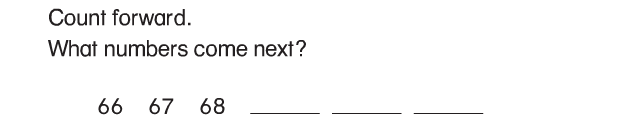 Count forward.
What numbers come next?
66 67 68 ______ ______ ______